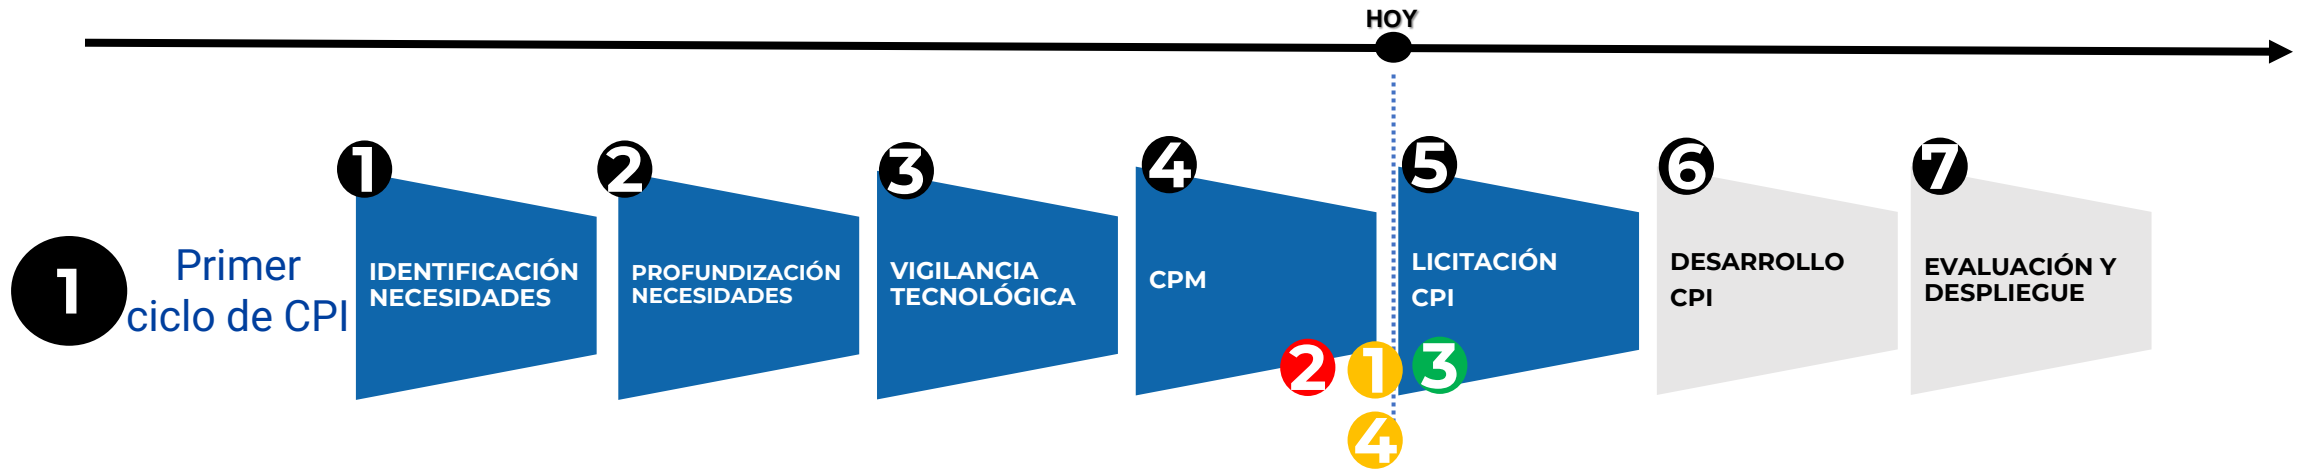 HOY
1
Primer
ciclo de CPI
1
IDENTIFICACIÓN
NECESIDADES
2
PROFUNDIZACIÓN
NECESIDADES
3
VIGILANCIA
TECNOLÓGICA
4
CPM
5
LICITACIÓN
CPI
6
DESARROLLO
CPI
7
EVALUACIÓN Y
DESPLIEGUE
2
1
3
4